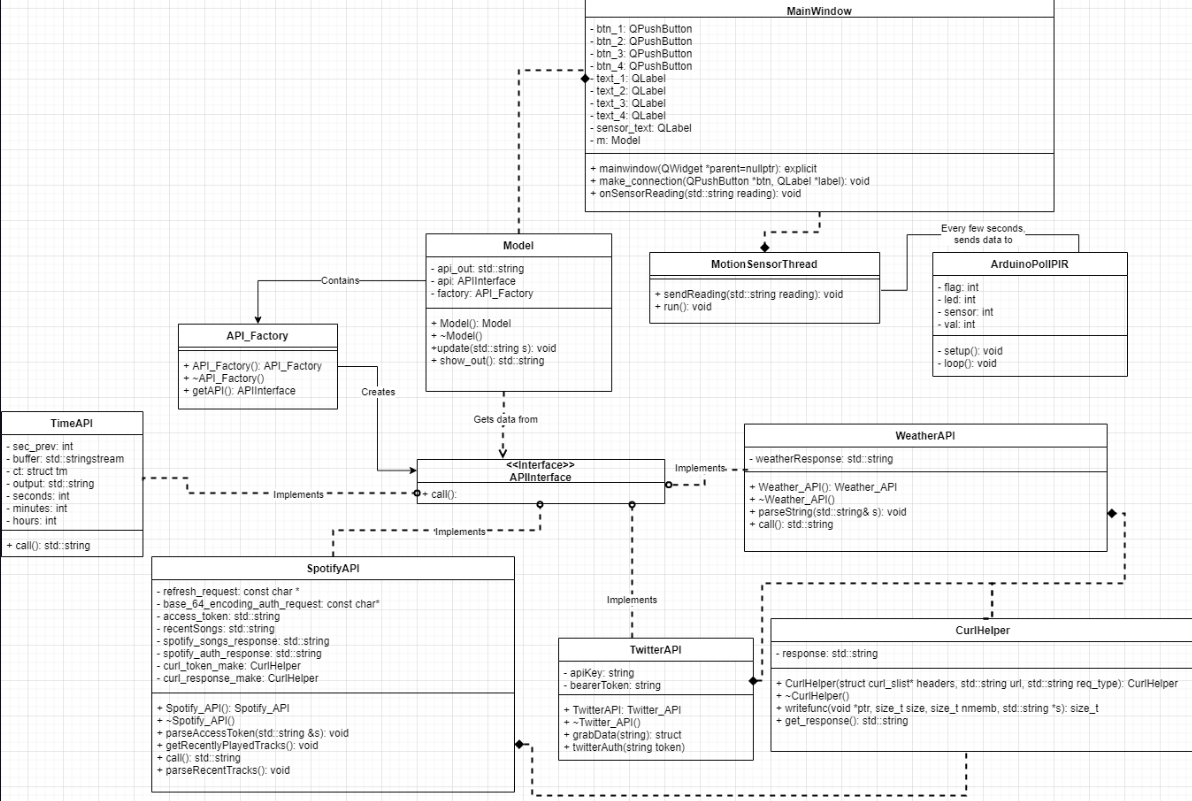 MainWindow
- btn_1: QPushButton
- btn_2: QPushButton
- btn_3: QPushButton
- btn_4: QPushButton
- text_1: QLabel
- text_2: QLabel
- text_3: QLabel
- text_4: QLabel
- sensor_text: QLabel
- m: Model
+ mainwindow(QWidget *parent=nullptr): explicit
+ make_connection(QPushButton *btn, QLabel *label): void
+ onSensorReading(std::string reading): void
Model
- api_out: std::string
- api: APIInterface
- factory: API_Factory
+ Model(): Model
+ ~Model()
+update(std::string s): void
+ show_out(): std::string
MotionSensorThread
+ sendReading(std::string reading): void
+ run(): void
Every few seconds,
sends data to
ArduinoPollPIR
- flag: int
- led: int
- sensor: int
- val: int
- setup(): void
- loop(): void
Contains
API_Factory
+ API_Factory(): API_Factory
+ ~API_Factory()
+ getAPI(): APIInterface
Creates
Gets data from
TimeAPI
- sec_prev: int
- buffer: std::stringstream
- ct: struct tm
- output: std::string
- seconds: int
- minutes: int
- hours: int
+ call(): std::string
Implements
<<Interface>>
APIInterface
+ call():
Implements
WeatherAPI
- weatherResponse: std::string
+ Weather_API(): Weather_API
+ ~Weather_API()
+ parseString(std::string& s): void
+ call(): std::string
Implements
SpotifyAPI
- refresh_request: const char *
- base_64_encoding_auth_request: const char*
- access_token: std::string
- recentSongs: std::string
- spotify_songs_response: std::string
- spotify_auth_response: std::string
- curl_token_make: CurlHelper
- curl_response_make: CurlHelper
+ Spotify_API(): Spotify_API
+ ~Spotify_API()
+ parseAccessToken(std::string &s): void
+ getRecentlyPlayedTracks(): void
+ call(): std::string
+ parseRecentTracks(): void
Implements
TwitterAPI
- apiKey: string
- bearerToken: string
+ TwitterAPI: Twitter_API
+ ~Twitter_API()
+ grabData(string): struct
+ twitterAuth(string token)
CurlHelper
- response: std::string
+ CurlHelper(struct curl_slist* headers, std::string url, std::string req_type): CurlHelper
+ ~CurlHelper()
+ writefunc(void *ptr, size_t size, size_t nmemb, std::string *s): size_t
+ get_response(): std::string